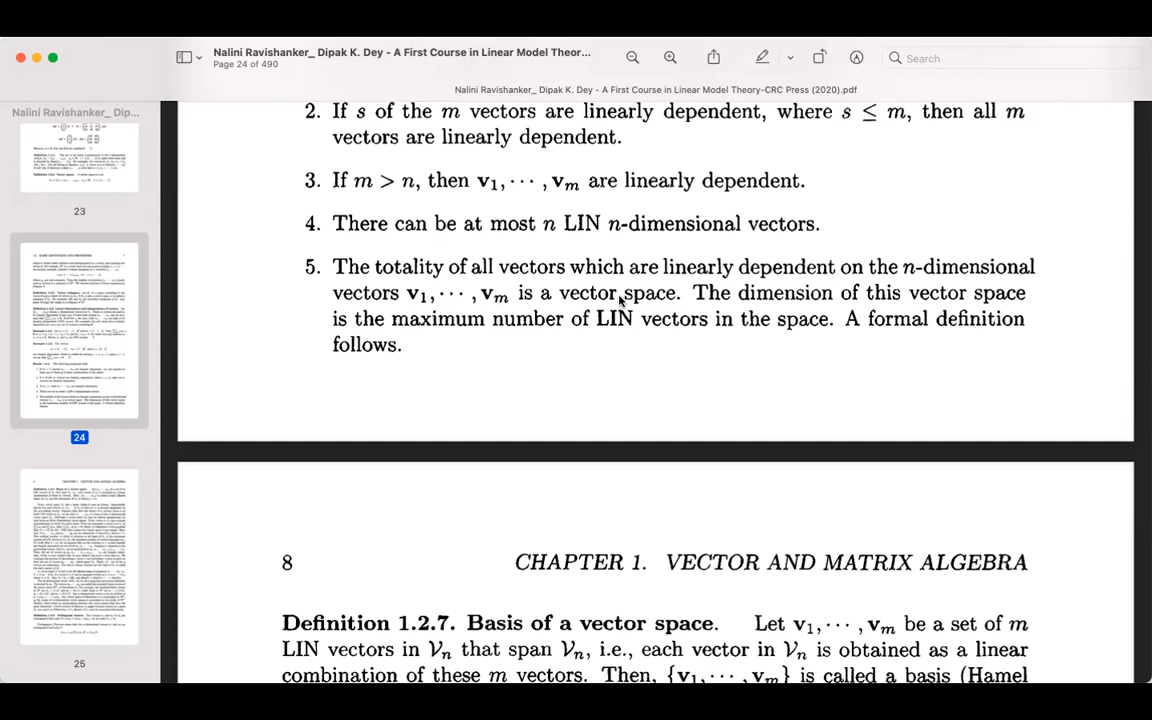 Nalini Ravishanker_ Dipak K. Dey - A First Course in Linear Model Theor...
Page 24 of 490
Search
Nalini Ravishanker_ Dipak K. Dey - A First Course in Linear Model Theory-CRC Press (2020).pdf
Nalini Ravishanker_ Dip...
23
24
25
2. If s of the m vectors are linearly dependent, where s ≤ m, then all m
vectors are linearly dependent.
3. If m > n, then v₁, ··· , vₘ are linearly dependent.
4. There can be at most n LIN n-dimensional vectors.
5. The totality of all vectors which are linearly dependent on the n-dimensional
vectors v₁, ··· , vₘ is a vector space. The dimension of this vector space
is the maximum number of LIN vectors in the space. A formal definition
follows.
8 CHAPTER 1. VECTOR AND MATRIX ALGEBRA
Definition 1.2.7. Basis of a vector space. Let v₁, ··· , vₘ be a set of m
LIN vectors in 𝒱ₙ that span 𝒱ₙ, i.e., each vector in 𝒱ₙ is obtained as a linear
combination of these m vectors. Then, {v₁, ··· , vₘ} is called a basis (Hamel